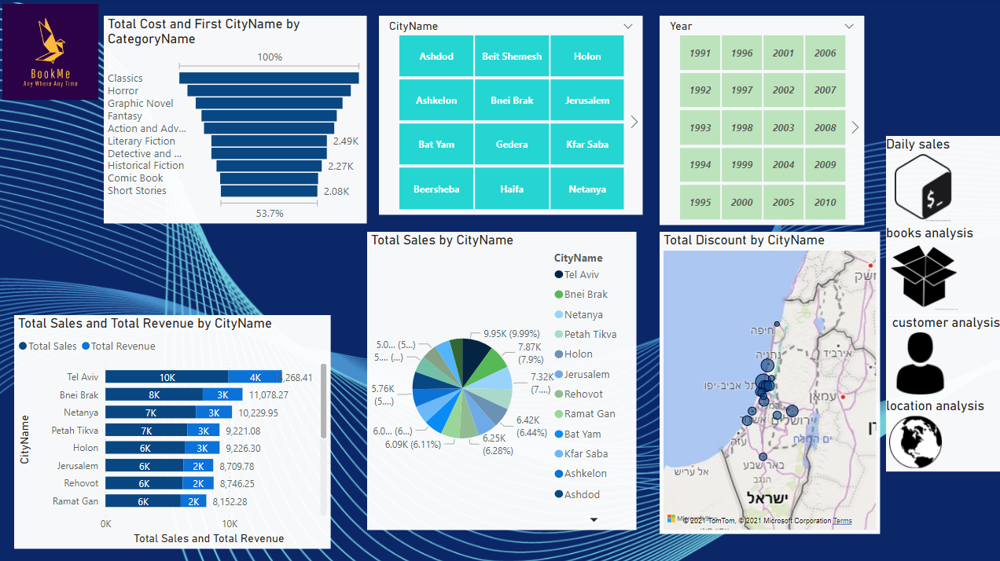 BookMe
Any Where Any Time
Total Cost and First CityName by
CategoryName
100%
Classics
Horror
Graphic Novel
Fantasy
Action and Adv...
Literary Fiction
2.49K
Detective and ...
Historical Fiction
2.27K
Comic Book
Short Stories
2.08K
53.7%
CityName
Ashdod Beit Shemesh Holon
Ashkelon Bnei Brak Jerusalem
Bat Yam Gedera Kfar Saba
Beersheba Haifa Netanya
Year
1991 1996 2001 2006
1992 1997 2002 2007
1993 1998 2003 2008
1994 1999 2004 2009
1995 2000 2005 2010
Daily sales
$_
books analysis
customer analysis
location analysis
Total Sales and Total Revenue by CityName
Total Sales Total Revenue
CityName
Tel Aviv 10K 4K 14,268.41
Bnei Brak 8K 3K 11,078.27
Netanya 7K 3K 10,229.95
Petah Tikva 7K 3K 9,221.08
Holon 6K 3K 9,226.30
Jerusalem 6K 2K 8,709.78
Rehovot 6K 2K 8,746.25
Ramat Gan 6K 2K 8,152.28
0K 10K
Total Sales and Total Revenue
Total Sales by CityName
9.95K (9.99%)
7.87K
(7.9%)
7.32K
(7....)
6.42K
(6.44%)
6.25K
(6.28%)
6.09K (6.11%)
6.0... (6...)
5.76K
(5....)
5.... (...)
5.0... (5...)
CityName
Tel Aviv
Bnei Brak
Netanya
Petah Tikva
Holon
Jerusalem
Rehovot
Ramat Gan
Bat Yam
Kfar Saba
Ashkelon
Ashdod
Total Discount by CityName
חיפה
נתניה
אירביד
תל אביב-יפו
עמאן
ירושלים
ים המלח
עזה
באר שבע
אל עריש
הנגב
ישראל
© 2021 TomTom, © 2021 Microsoft Corporation Terms